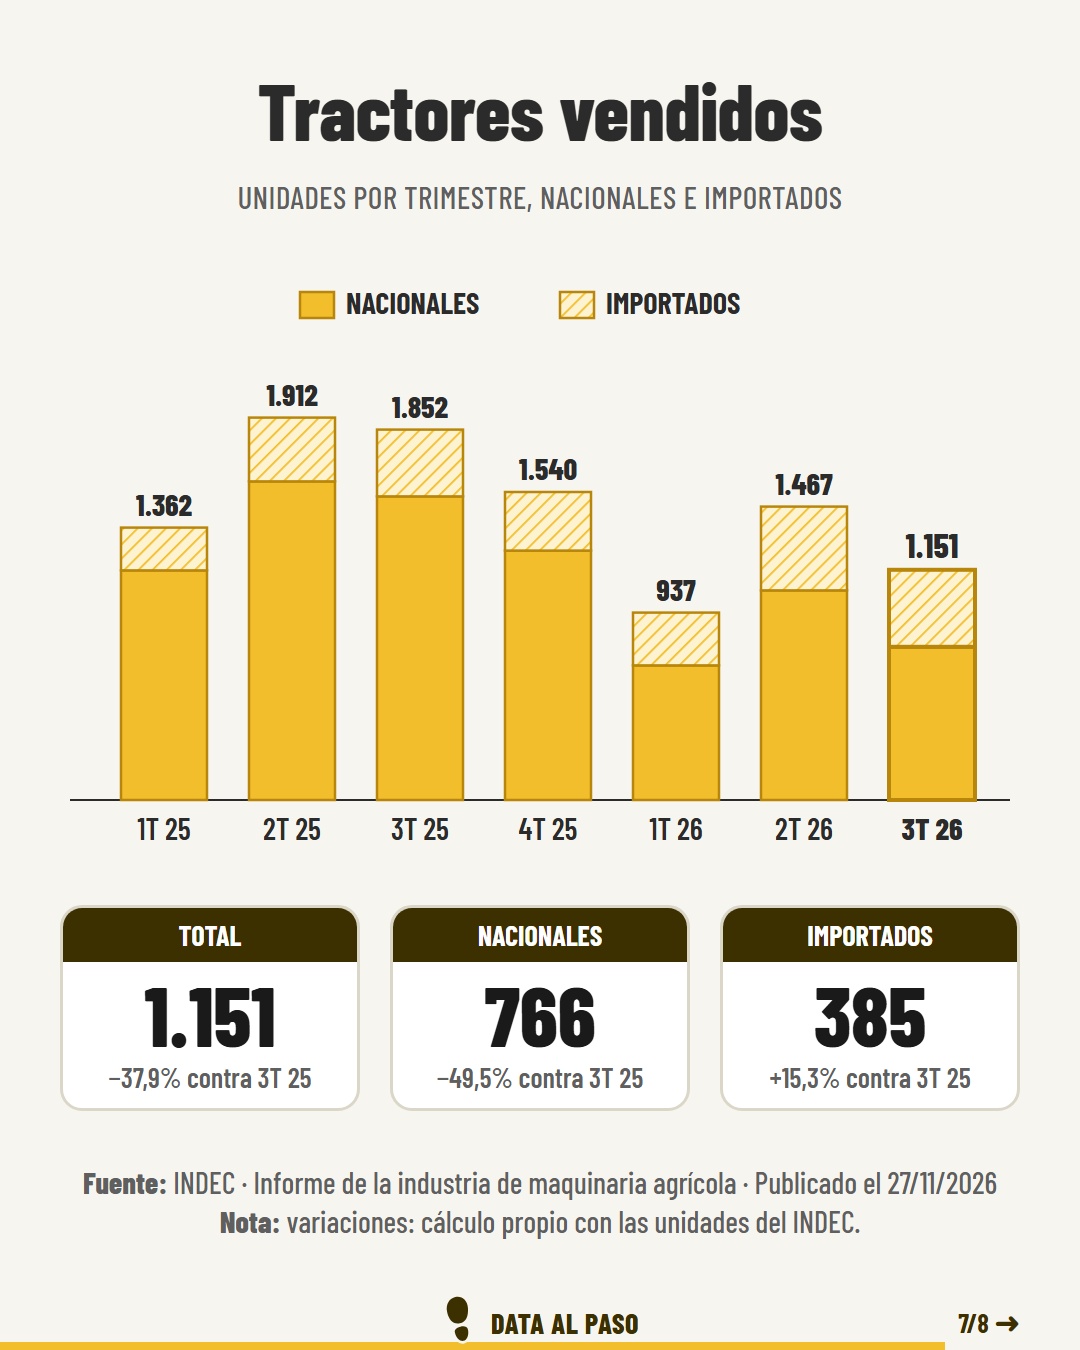 Tractores vendidos
UNIDADES POR TRIMESTRE, NACIONALES E IMPORTADOS
NACIONALES IMPORTADOS
1.362 1.912 1.852 1.540 937 1.467 1.151
1T 25 2T 25 3T 25 4T 25 1T 26 2T 26 3T 26
TOTAL NACIONALES IMPORTADOS
1.151 766 385
−37,9% contra 3T 25 −49,5% contra 3T 25 +15,3% contra 3T 25
Fuente: INDEC · Informe de la industria de maquinaria agrícola · Publicado el 27/11/2026
Nota: variaciones: cálculo propio con las unidades del INDEC.
DATA AL PASO 7/8 →